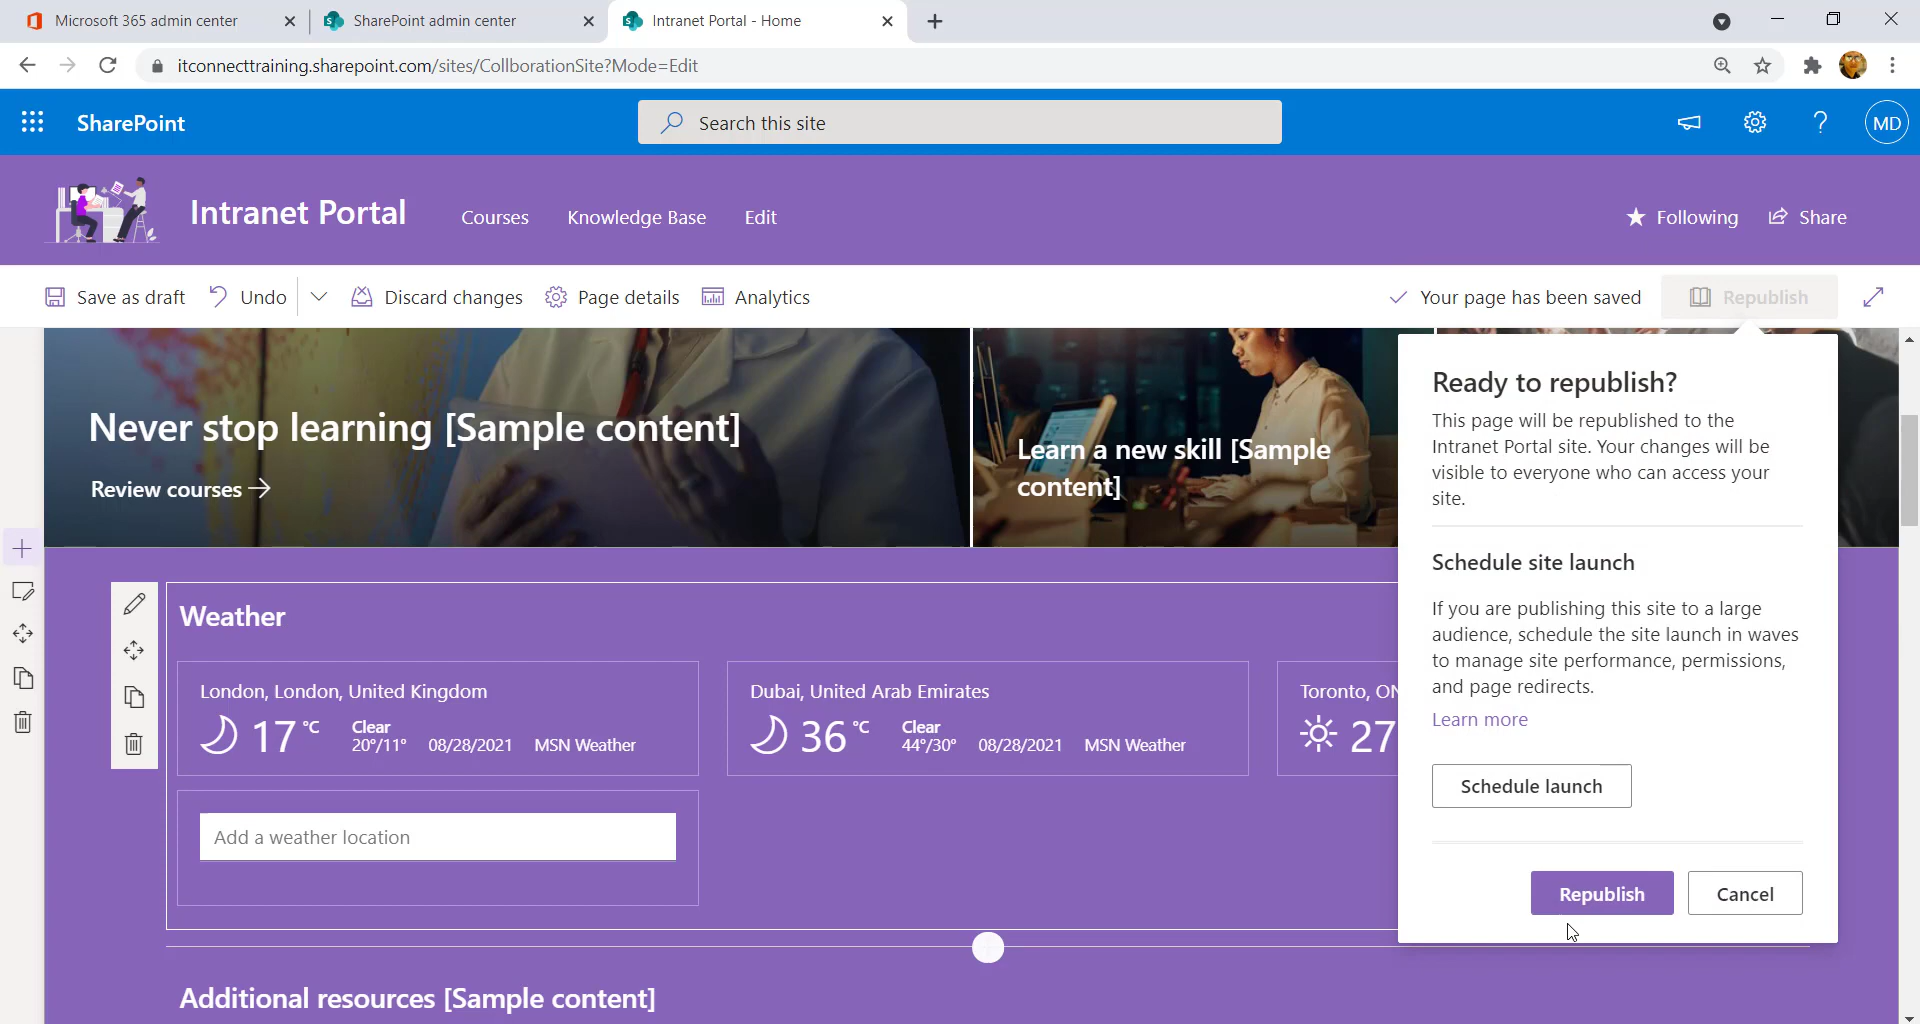 Microsoft 365 admin center
SharePoint admin center
Intranet Portal - Home
itconnecttraining.sharepoint.com/sites/CollborationSite?Mode=Edit
SharePoint
Search this site
MD
Intranet Portal
Courses
Knowledge Base
Edit
Following
Share
Save as draft
Undo
Discard changes
Page details
Analytics
Your page has been saved
Republish
Never stop learning [Sample content]
Review courses
Learn a new skill [Sample
content]
Ready to republish?
This page will be republished to the
Intranet Portal site. Your changes will be
visible to everyone who can access your
site.
Schedule site launch
If you are publishing this site to a large
audience, schedule the site launch in waves
to manage site performance, permissions,
and page redirects.
Learn more
Schedule launch
Republish
Cancel
Weather
London, London, United Kingdom
17 °C
Clear
20°/11° 08/28/2021 MSN Weather
Dubai, United Arab Emirates
36 °C
Clear
44°/30° 08/28/2021 MSN Weather
Toronto, ON
27
Add a weather location
Additional resources [Sample content]